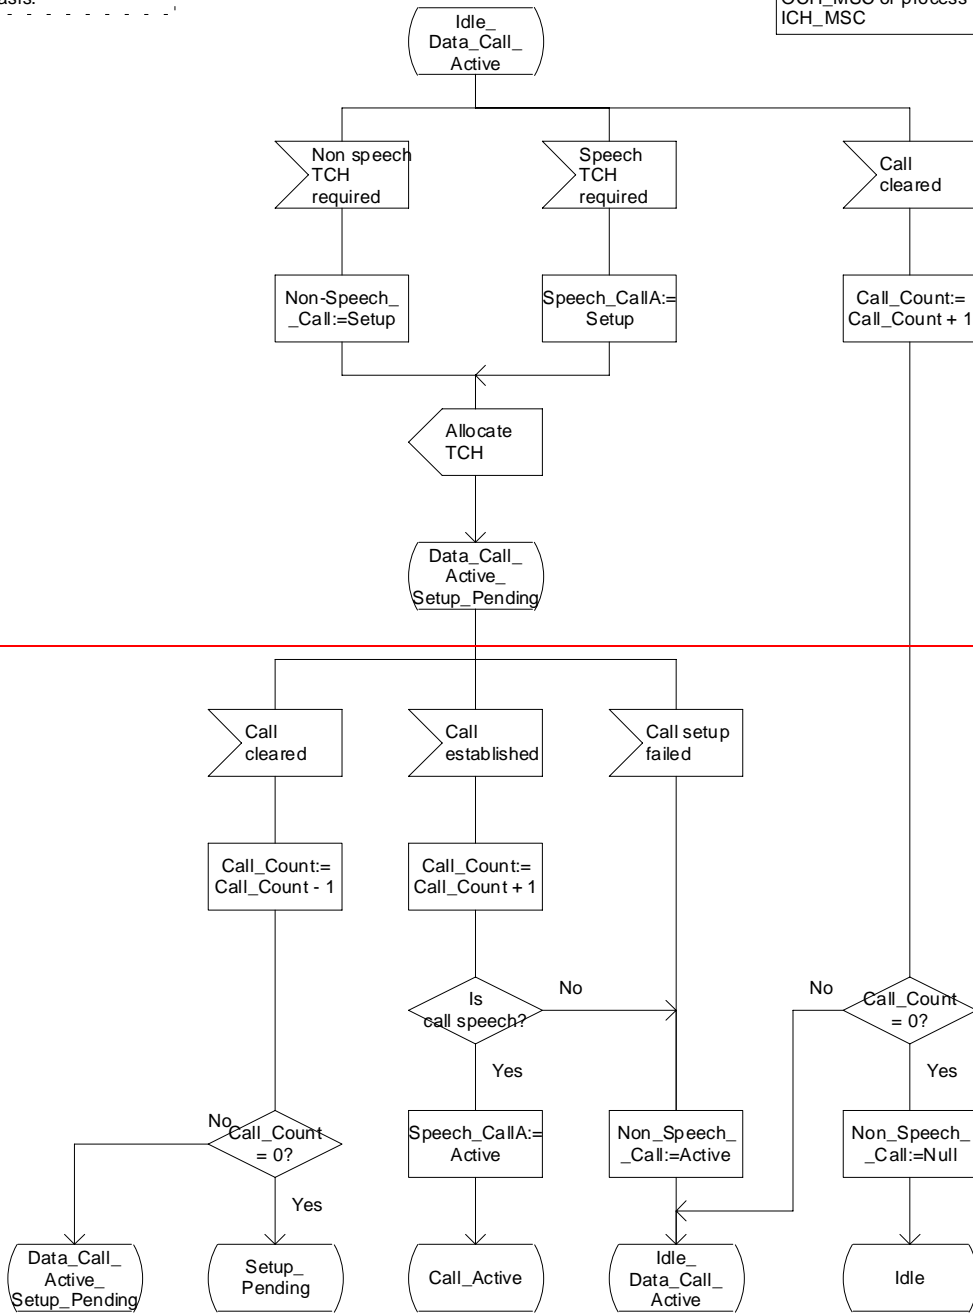 asis.
ICH_MSC
Idle_
Data_Call_
Active
Non speech
TCH
required
Speech
TCH
required
Call
cleared
Non-Speech_
_Call:=Setup
Speech_CallA:=
Setup
Call_Count:=
Call_Count + 1
Allocate
TCH
Data_Call_
Active_
Setup_Pending
Call
cleared
Call
established
Call setup
failed
Call_Count:=
Call_Count - 1
Call_Count:=
Call_Count + 1
Is
call speech?
No
Yes
No
Call_Count
= 0?
Yes
No
Call_Count
= 0?
Yes
Speech_CallA:=
Active
Non_Speech_
_Call:=Active
Non_Speech_
_Call:=Null
Data_Call_
Active_
Setup_Pending
Setup_
Pending
Call_Active
Idle_
Data_Call_
Active
Idle